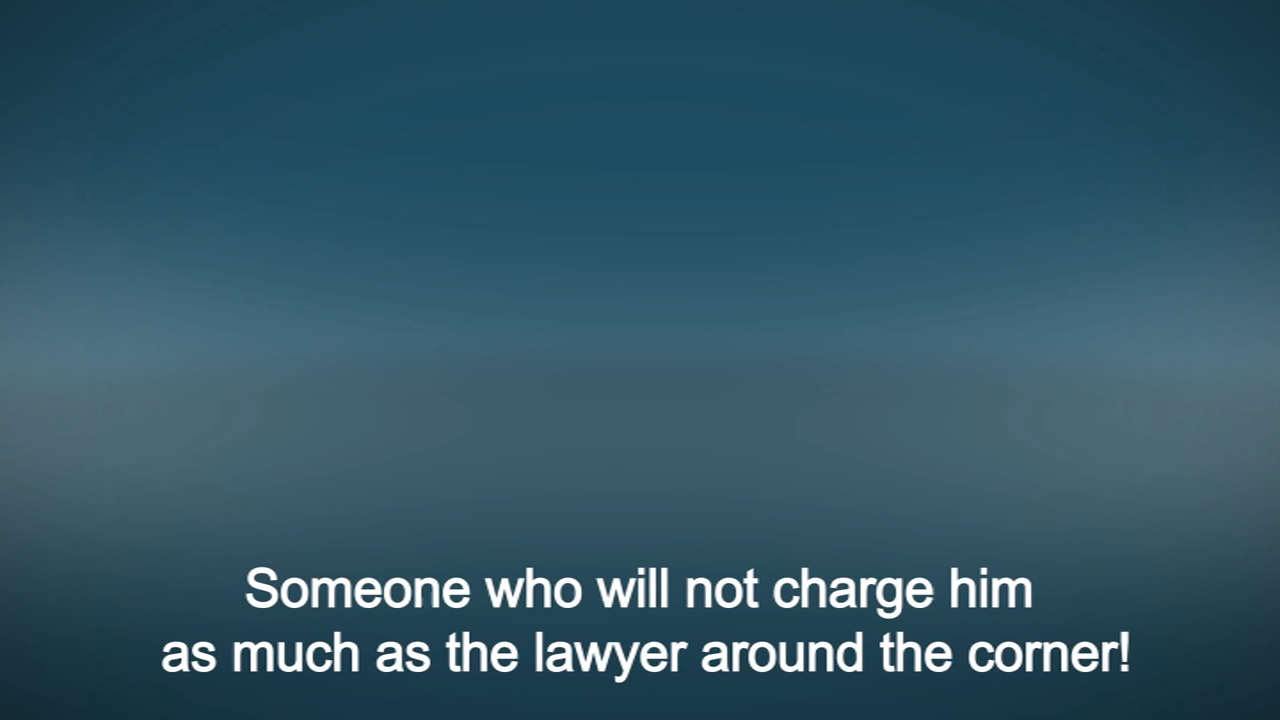 Someone who will not charge him
as much as the lawyer around the corner!